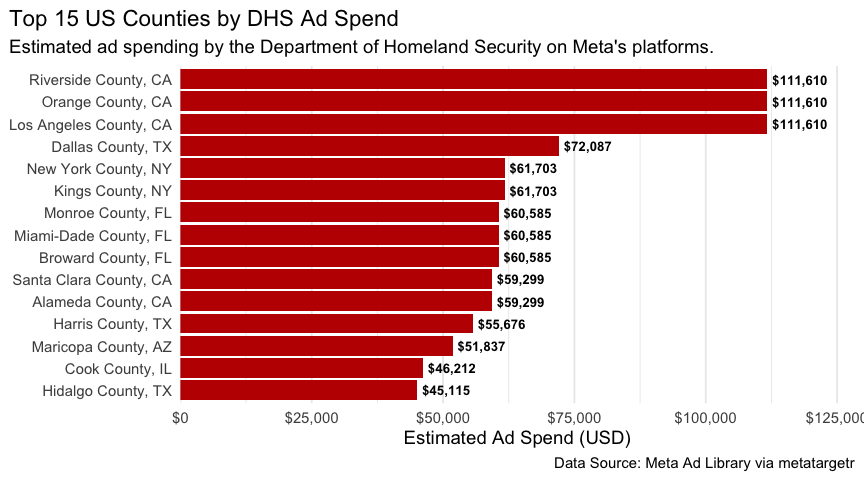 Top 15 US Counties by DHS Ad Spend
Estimated ad spending by the Department of Homeland Security on Meta's platforms.
Riverside County, CA $111,610
Orange County, CA $111,610
Los Angeles County, CA $111,610
Dallas County, TX $72,087
New York County, NY $61,703
Kings County, NY $61,703
Monroe County, FL $60,585
Miami-Dade County, FL $60,585
Broward County, FL $60,585
Santa Clara County, CA $59,299
Alameda County, CA $59,299
Harris County, TX $55,676
Maricopa County, AZ $51,837
Cook County, IL $46,212
Hidalgo County, TX $45,115
$0 $25,000 $50,000 $75,000 $100,000 $125,000
Estimated Ad Spend (USD)
Data Source: Meta Ad Library via metatargetr